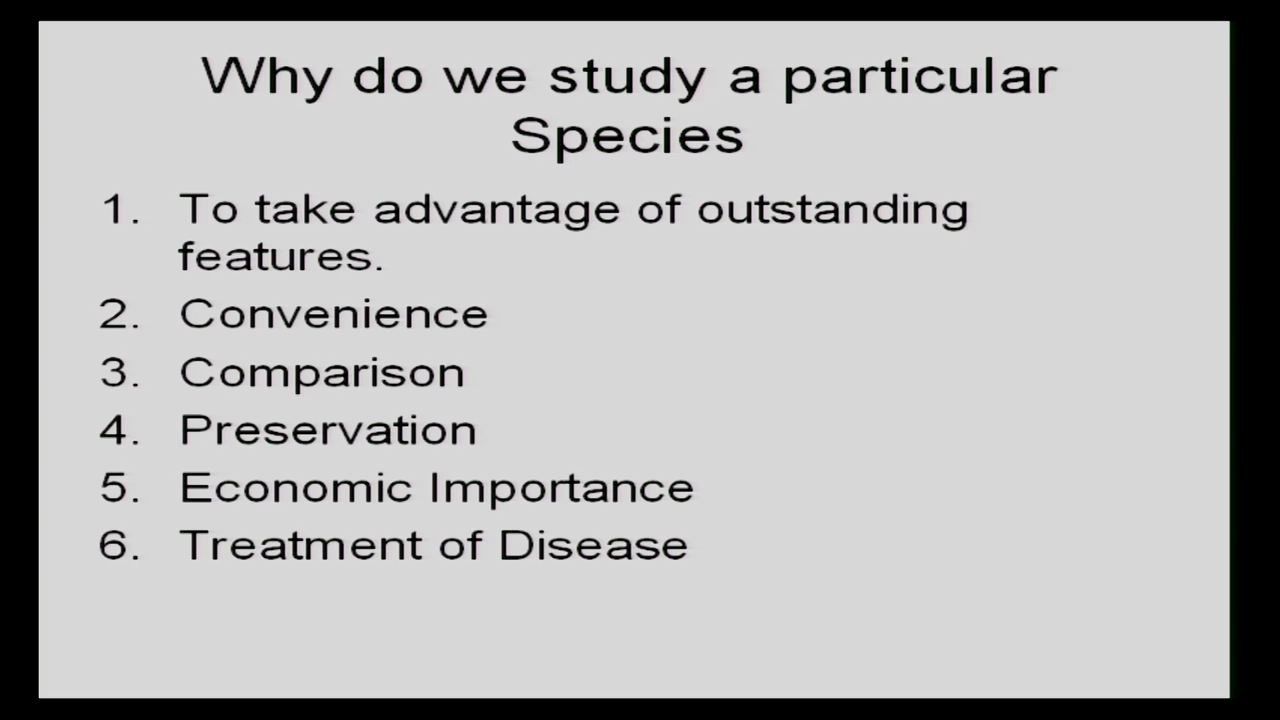 Why do we study a particular
Species
1. To take advantage of outstanding
features.
2. Convenience
3. Comparison
4. Preservation
5. Economic Importance
6. Treatment of Disease